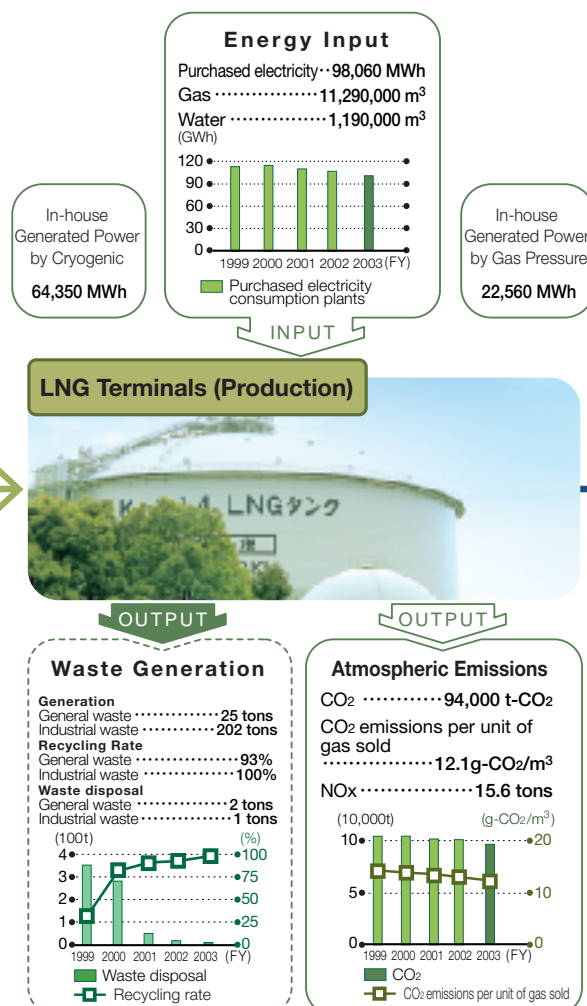 Energy Input
Purchased electricity‥98,060 MWh
Gas ················11,290,000 m³
Water ················1,190,000 m³
(GWh)
120
90
60
30
0
1999 2000 2001 2002 2003 (FY)
Purchased electricity
consumption plants
In-house
Generated Power
by Cryogenic
64,350 MWh
In-house
Generated Power
by Gas Pressure
22,560 MWh
INPUT
LNG Terminals (Production)
LNGタンク
OUTPUT
Waste Generation
Generation
General waste ··············25 tons
Industrial waste ············202 tons
Recycling Rate
General waste ················93%
Industrial waste ··············100%
Waste disposal
General waste ················2 tons
Industrial waste ··············1 tons
(100t)
(%)
4
3
2
1
0
100
75
50
25
0
1999 2000 2001 2002 2003 (FY)
Waste disposal
Recycling rate
OUTPUT
Atmospheric Emissions
CO₂ ··············94,000 t-CO₂
CO₂ emissions per unit of
gas sold
················12.1g-CO₂/m³
NOx ················15.6 tons
(10,000t)
(g-CO₂/m³)
10
5
0
20
10
0
1999 2000 2001 2002 2003 (FY)
CO₂
CO₂ emissions per unit of gas sold